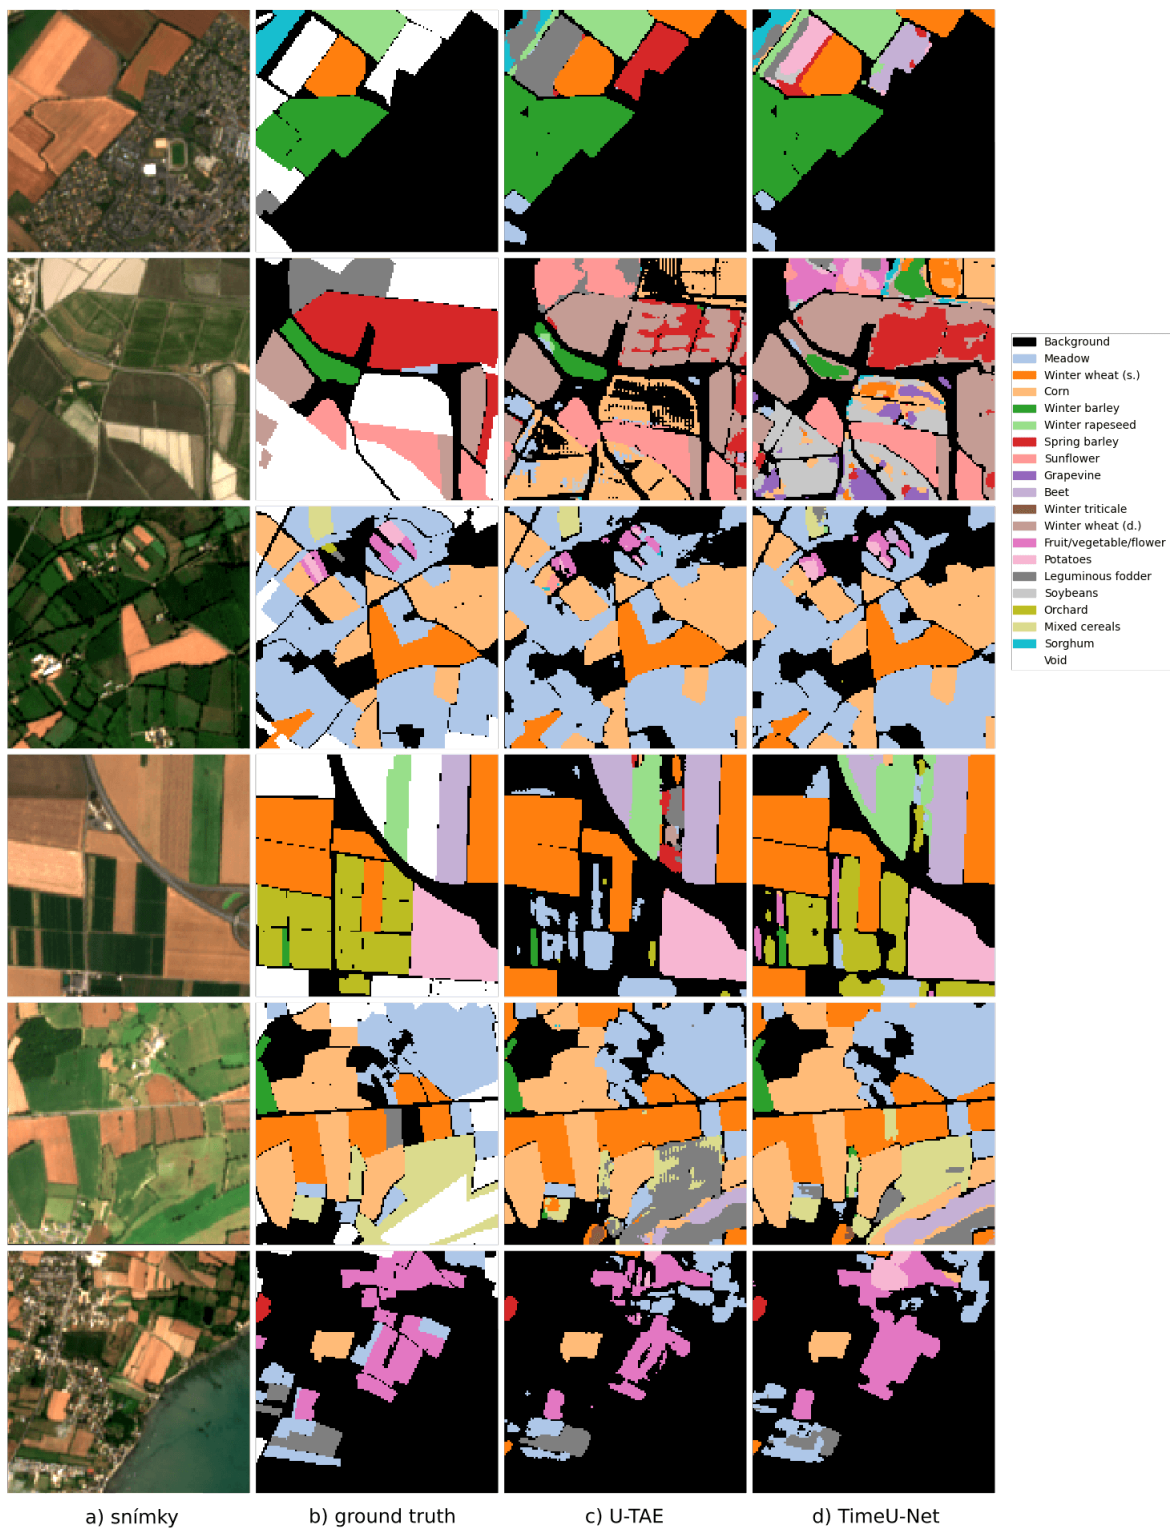 Background
Meadow
Winter wheat (s.)
Corn
Winter barley
Winter rapeseed
Spring barley
Sunflower
Grapevine
Beet
Winter triticale
Winter wheat (d.)
Fruit/vegetable/flower
Potatoes
Leguminous fodder
Soybeans
Orchard
Mixed cereals
Sorghum
Void
a) snímky b) ground truth c) U-TAE d) TimeU-Net